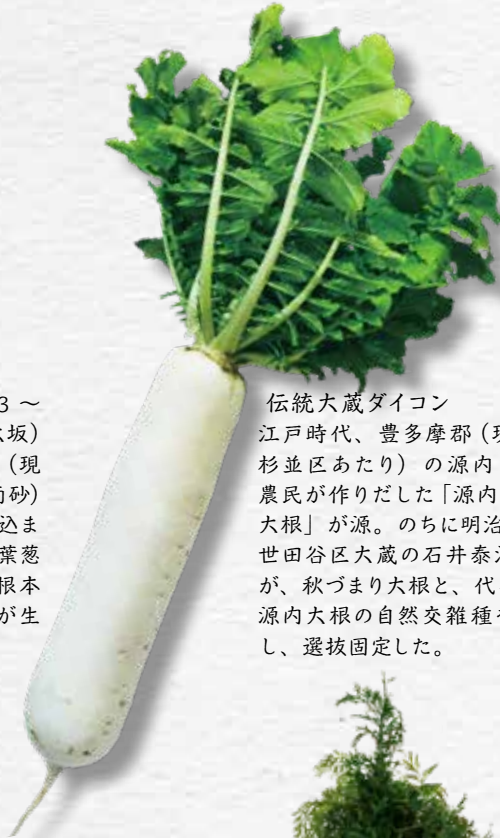 3 ~
坂)
(現
砂)
込ま
葉葱
根本
が生
伝統大蔵ダイコン
江戸時代、豊多摩郡（現
杉並区あたり）の源内
農民が作りだした「源内
大根」が源。のちに明治
世田谷区大蔵の石井泰
が、秋づまり大根と、代
源内大根の自然交雑種
し、選抜固定した。